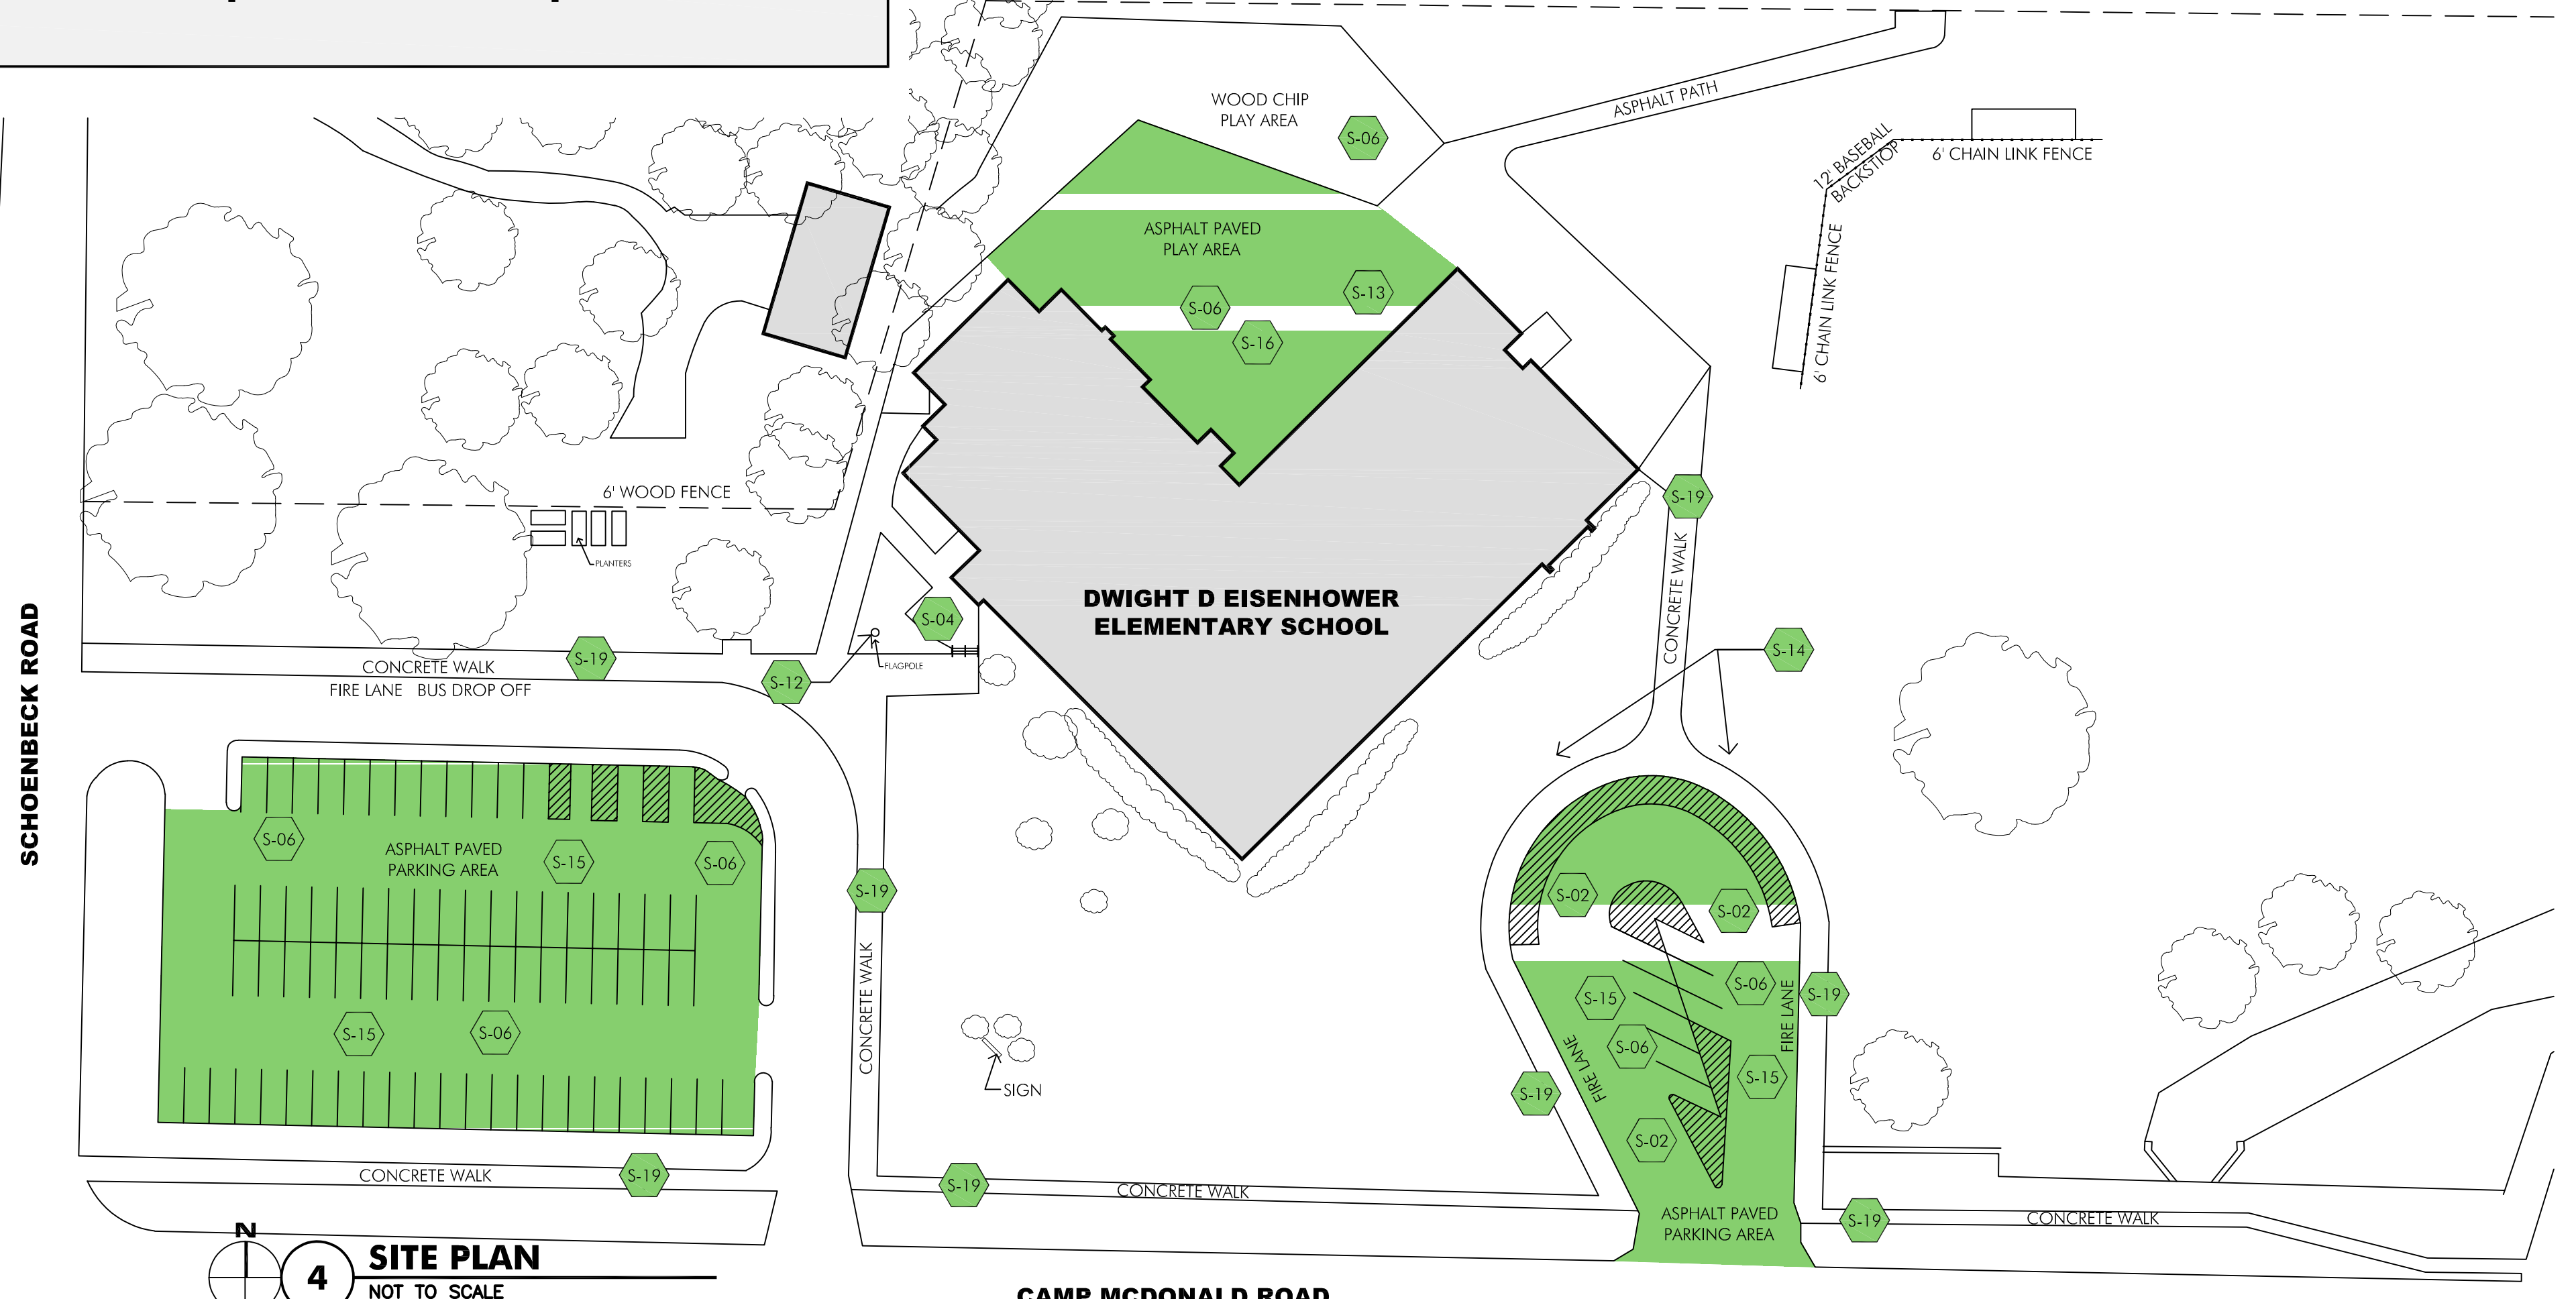 WOOD CHIP
PLAY AREA
S-06
ASPHALT PATH
12' BASEBALL
BACKSTOP
6' CHAIN LINK FENCE
6' CHAIN LINK FENCE
ASPHALT PAVED
PLAY AREA
S-13
S-06
S-16
6' WOOD FENCE
PLANTERS
S-19
DWIGHT D EISENHOWER
ELEMENTARY SCHOOL
S-04
FLAGPOLE
CONCRETE WALK
S-14
SCHOENBECK ROAD
S-19
CONCRETE WALK
FIRE LANE BUS DROP OFF
S-12
S-06
ASPHALT PAVED
PARKING AREA
S-15
S-06
S-15
S-06
S-19
CONCRETE WALK
SIGN
S-02
S-02
S-06
S-15
S-19
FIRE LANE
S-06
FIRE LANE
S-15
S-19
S-02
CONCRETE WALK
S-19
S-19
CONCRETE WALK
ASPHALT PAVED
PARKING AREA
S-19
CONCRETE WALK
N
4
SITE PLAN
NOT TO SCALE
CAMP MCDONALD ROAD